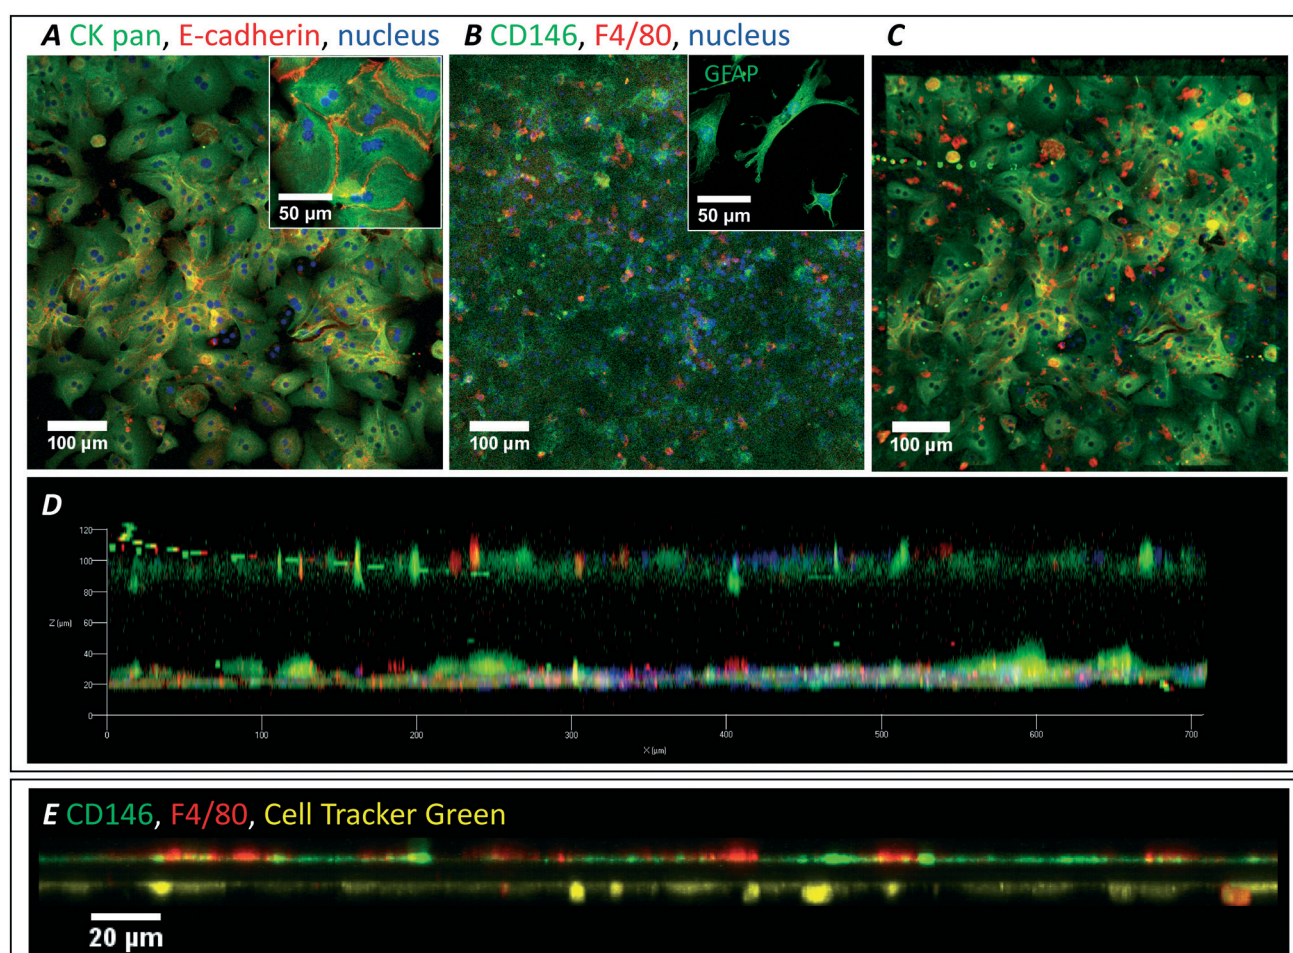 A CK pan, E-cadherin, nucleus
B CD146, F4/80, nucleus
C
GFAP
50 µm
50 µm
100 µm
100 µm
100 µm
D
120
100
80
Z (µm)
60
40
20
0
0 100 200 300 400 500 600 700
X (µm)
E CD146, F4/80, Cell Tracker Green
20 µm